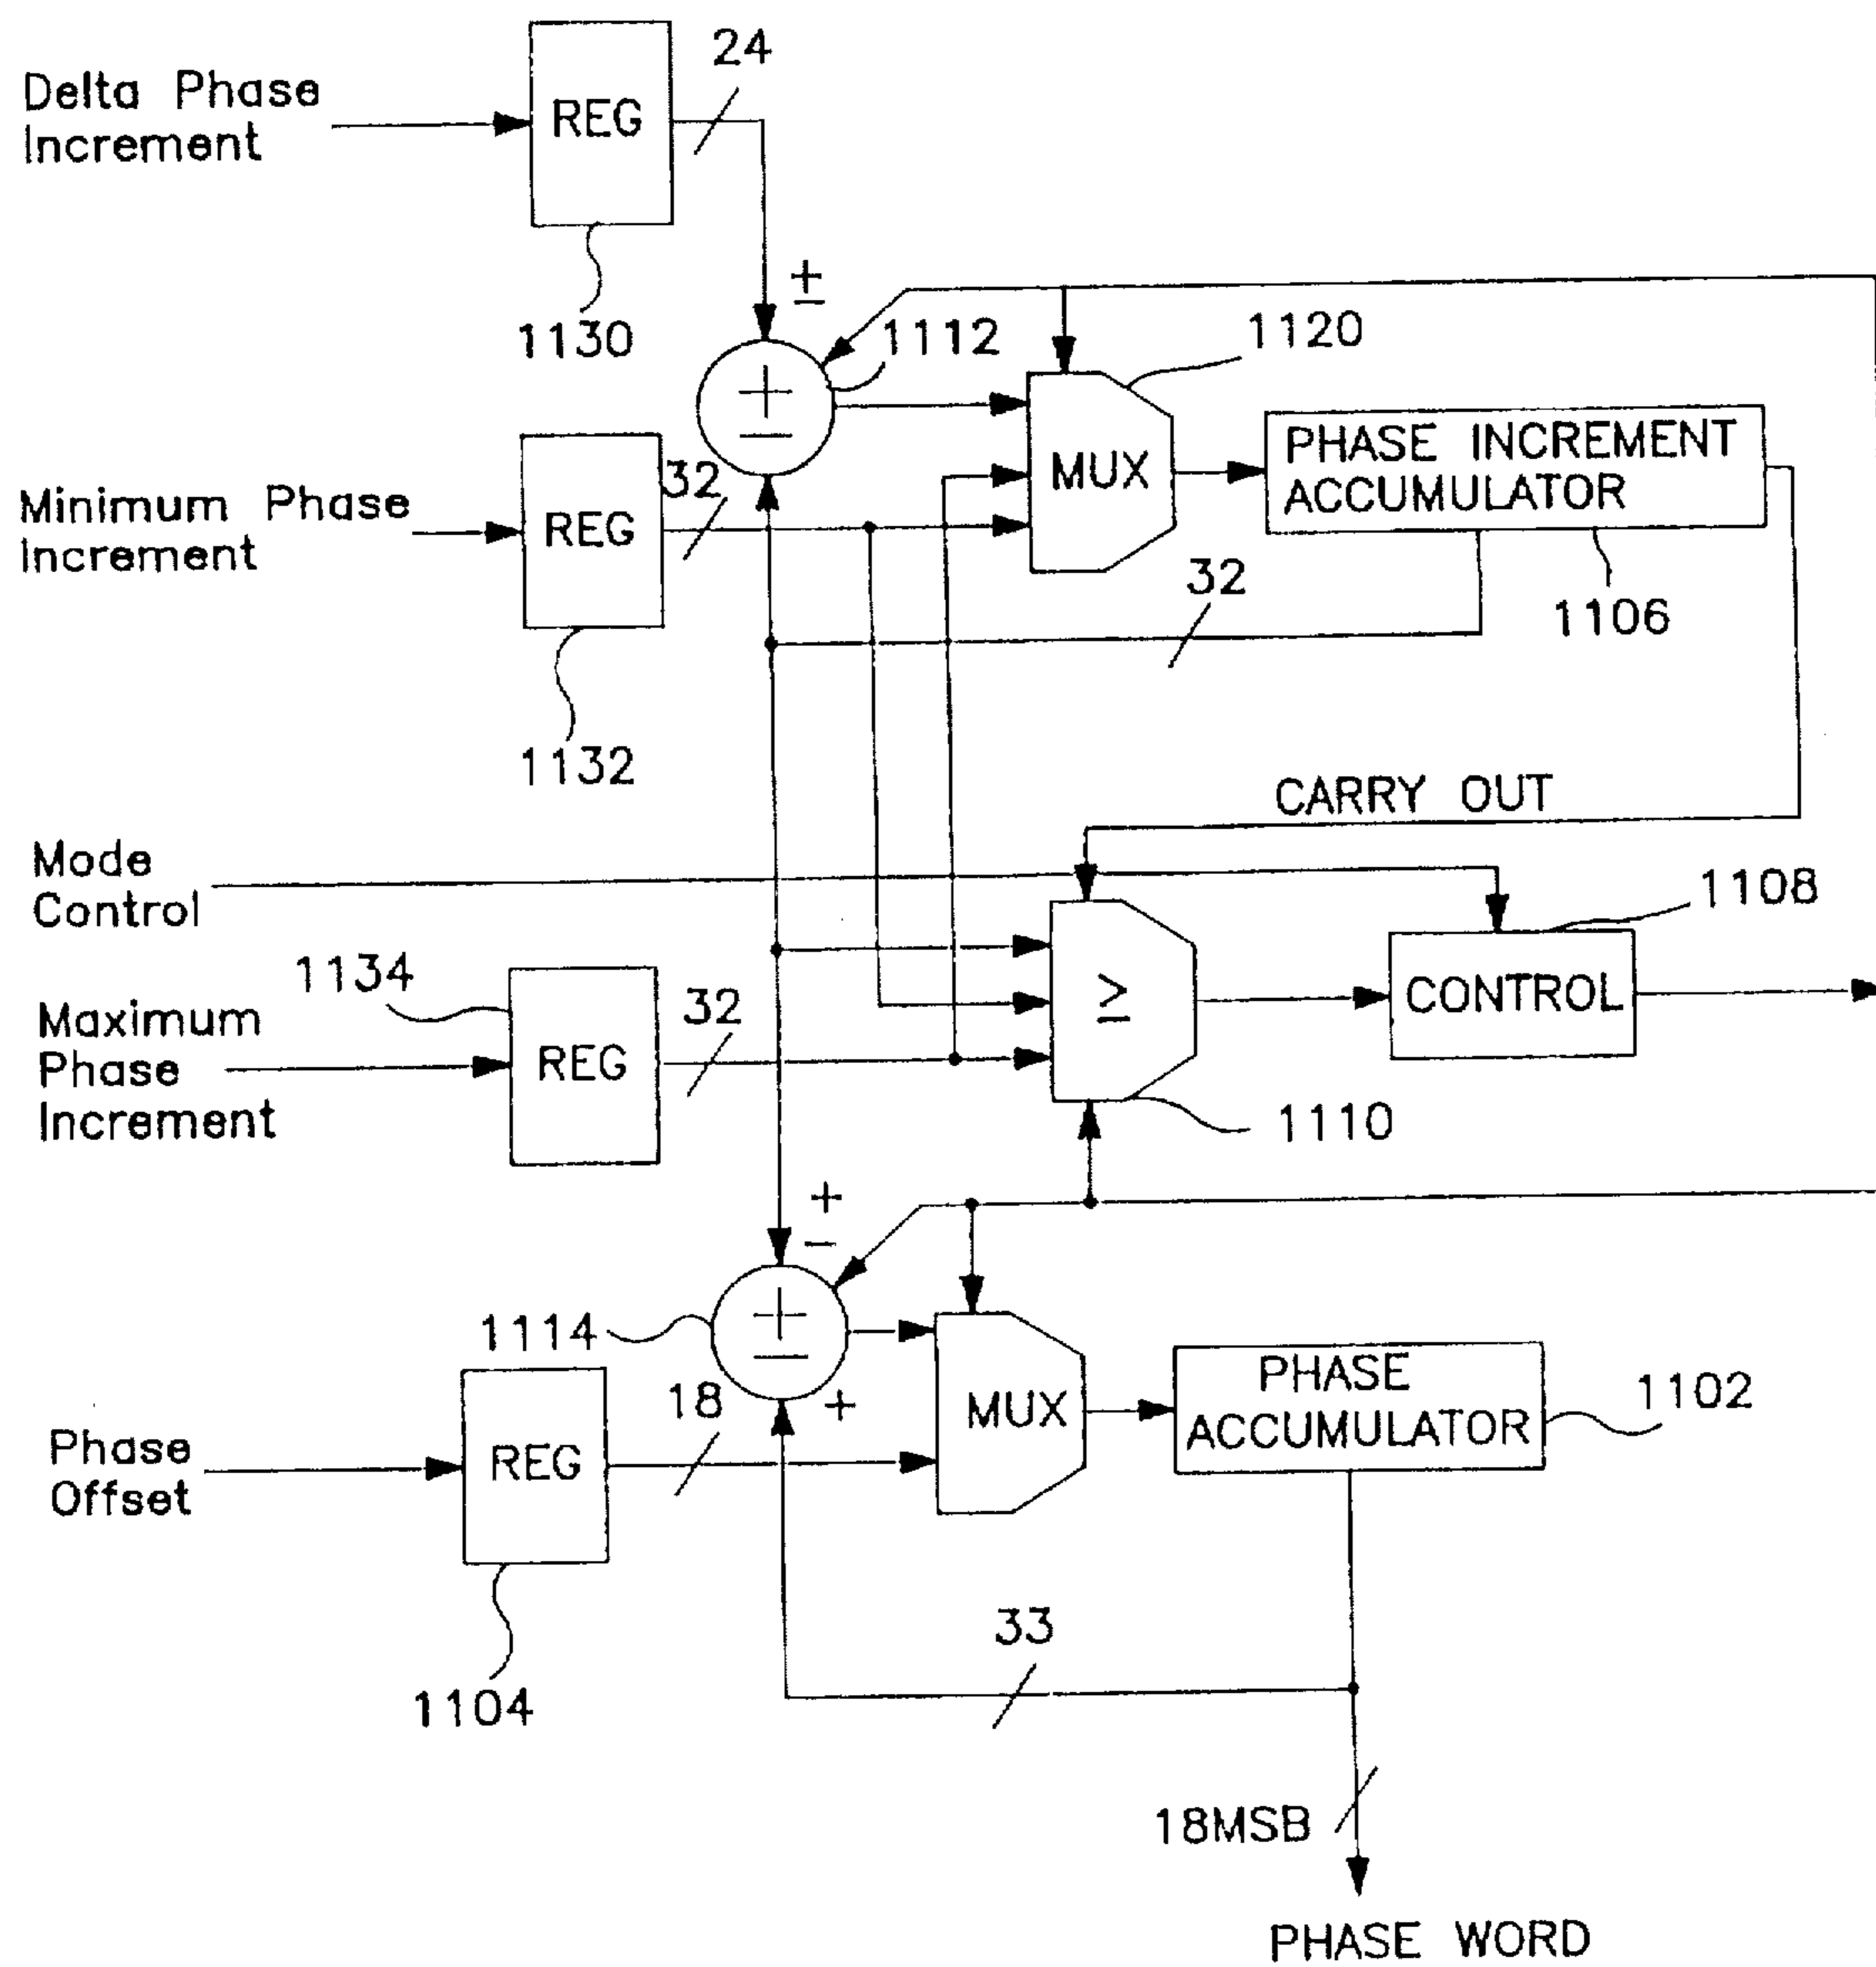 24
Delta Phase
Increment
REG
1130
±
1112
1120
±
MUX
PHASE INCREMENT
ACCUMULATOR
32
Minimum Phase
Increment
REG
32
1106
1132
CARRY OUT
Mode
Control
1108
1134
Maximum
Phase
Increment
REG
32
≥
CONTROL
1110
+
−
1114
±
+
18
Phase
Offset
REG
MUX
PHASE
ACCUMULATOR
1102
33
1104
18MSB
PHASE WORD